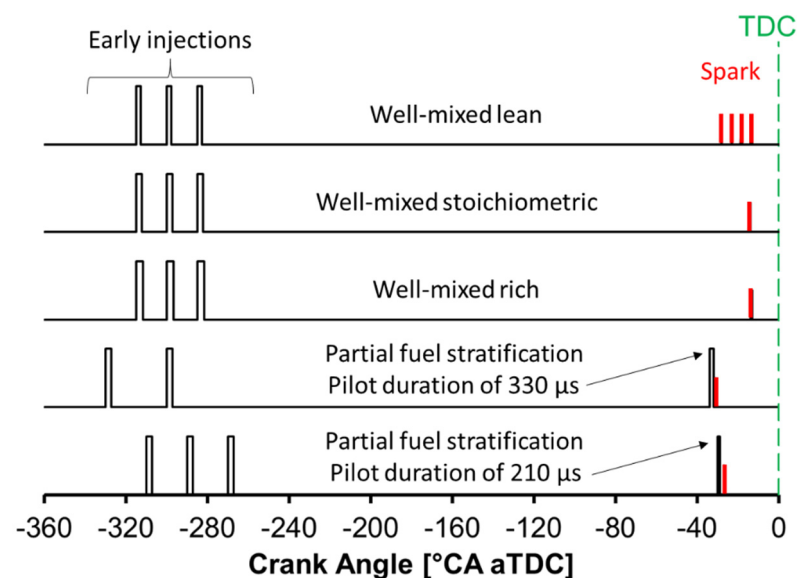 TDC
Early injections
Spark
Well-mixed lean
Well-mixed stoichiometric
Well-mixed rich
Partial fuel stratification
Pilot duration of 330 µs
Partial fuel stratification
Pilot duration of 210 µs
-360 -320 -280 -240 -200 -160 -120 -80 -40 0
Crank Angle [°CA aTDC]